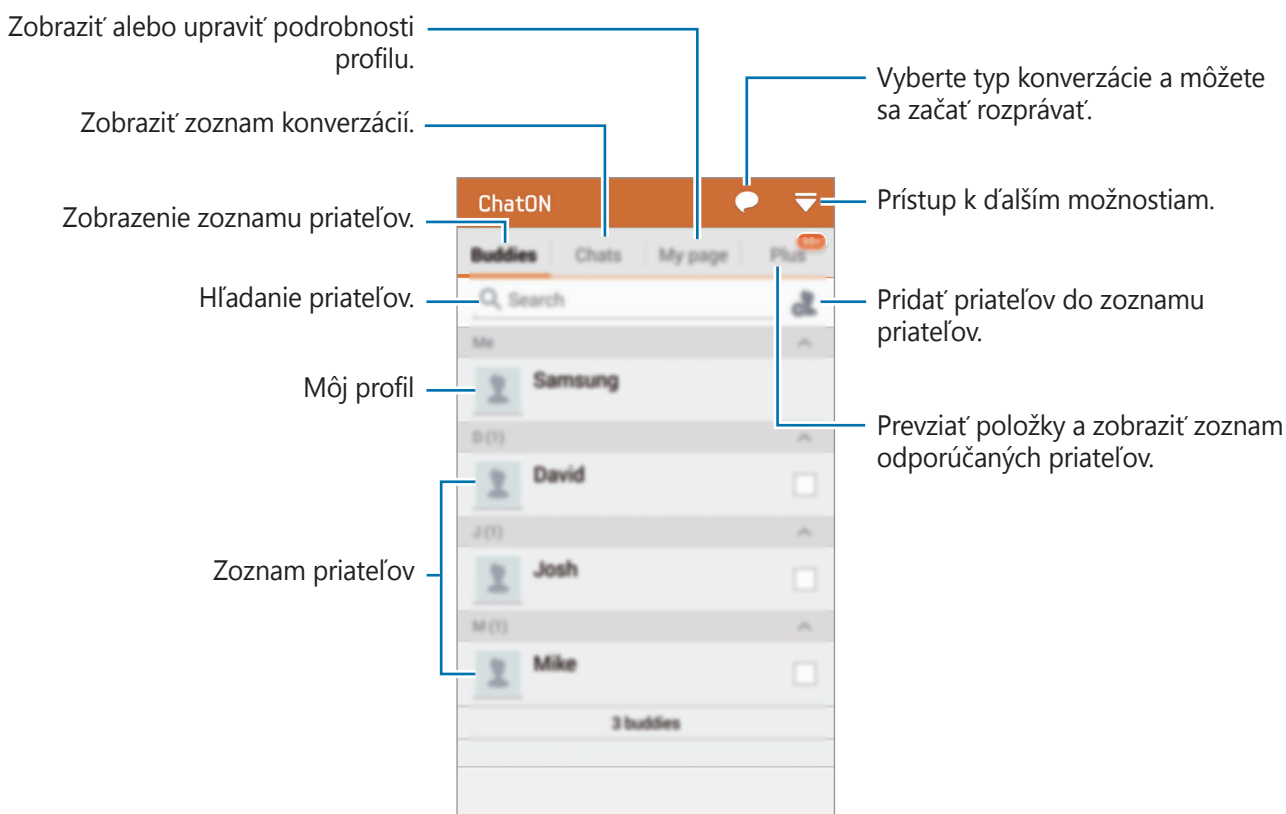 Zobraziť alebo upraviť podrobnosti
profilu.
Zobraziť zoznam konverzácií.
Zobrazenie zoznamu priateľov.
Hľadanie priateľov.
Môj profil
Zoznam priateľov
Vyberte typ konverzácie a môžete
sa začať rozprávať.
Prístup k ďalším možnostiam.
Pridať priateľov do zoznamu
priateľov.
Prevziať položky a zobraziť zoznam
odporúčaných priateľov.
ChatON
Buddies Chats My page Plus
Search
Me
Samsung
D (1)
David
J (1)
Josh
M (1)
Mike
3 buddies